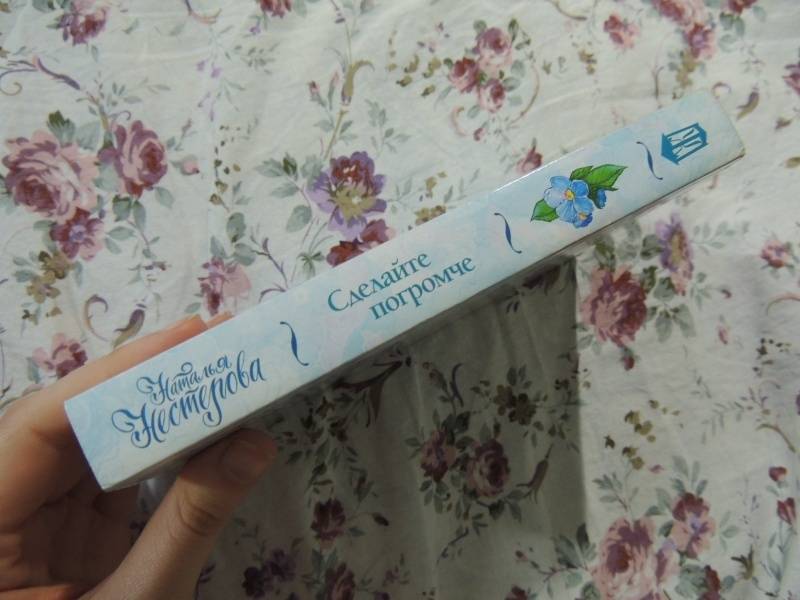 Наталья
Нестерова
Сделайте
погромче